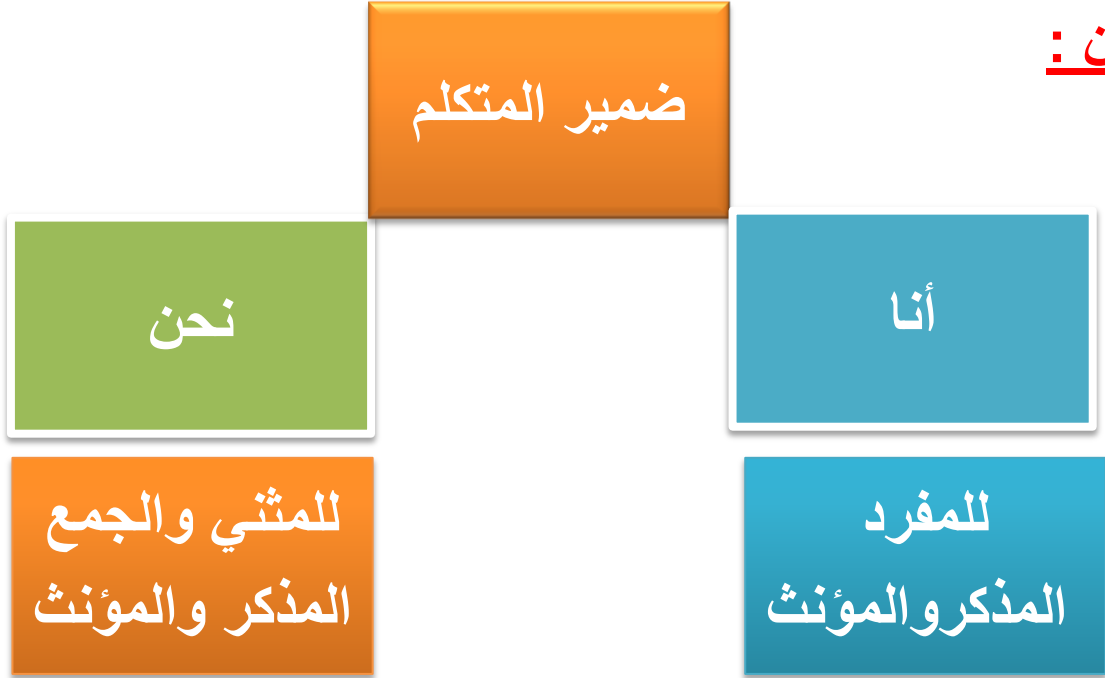 ضمير المتكلم
أنا
نحن
للمفرد
المذكروالمؤنث
للمثني والجمع
المذكر والمؤنث